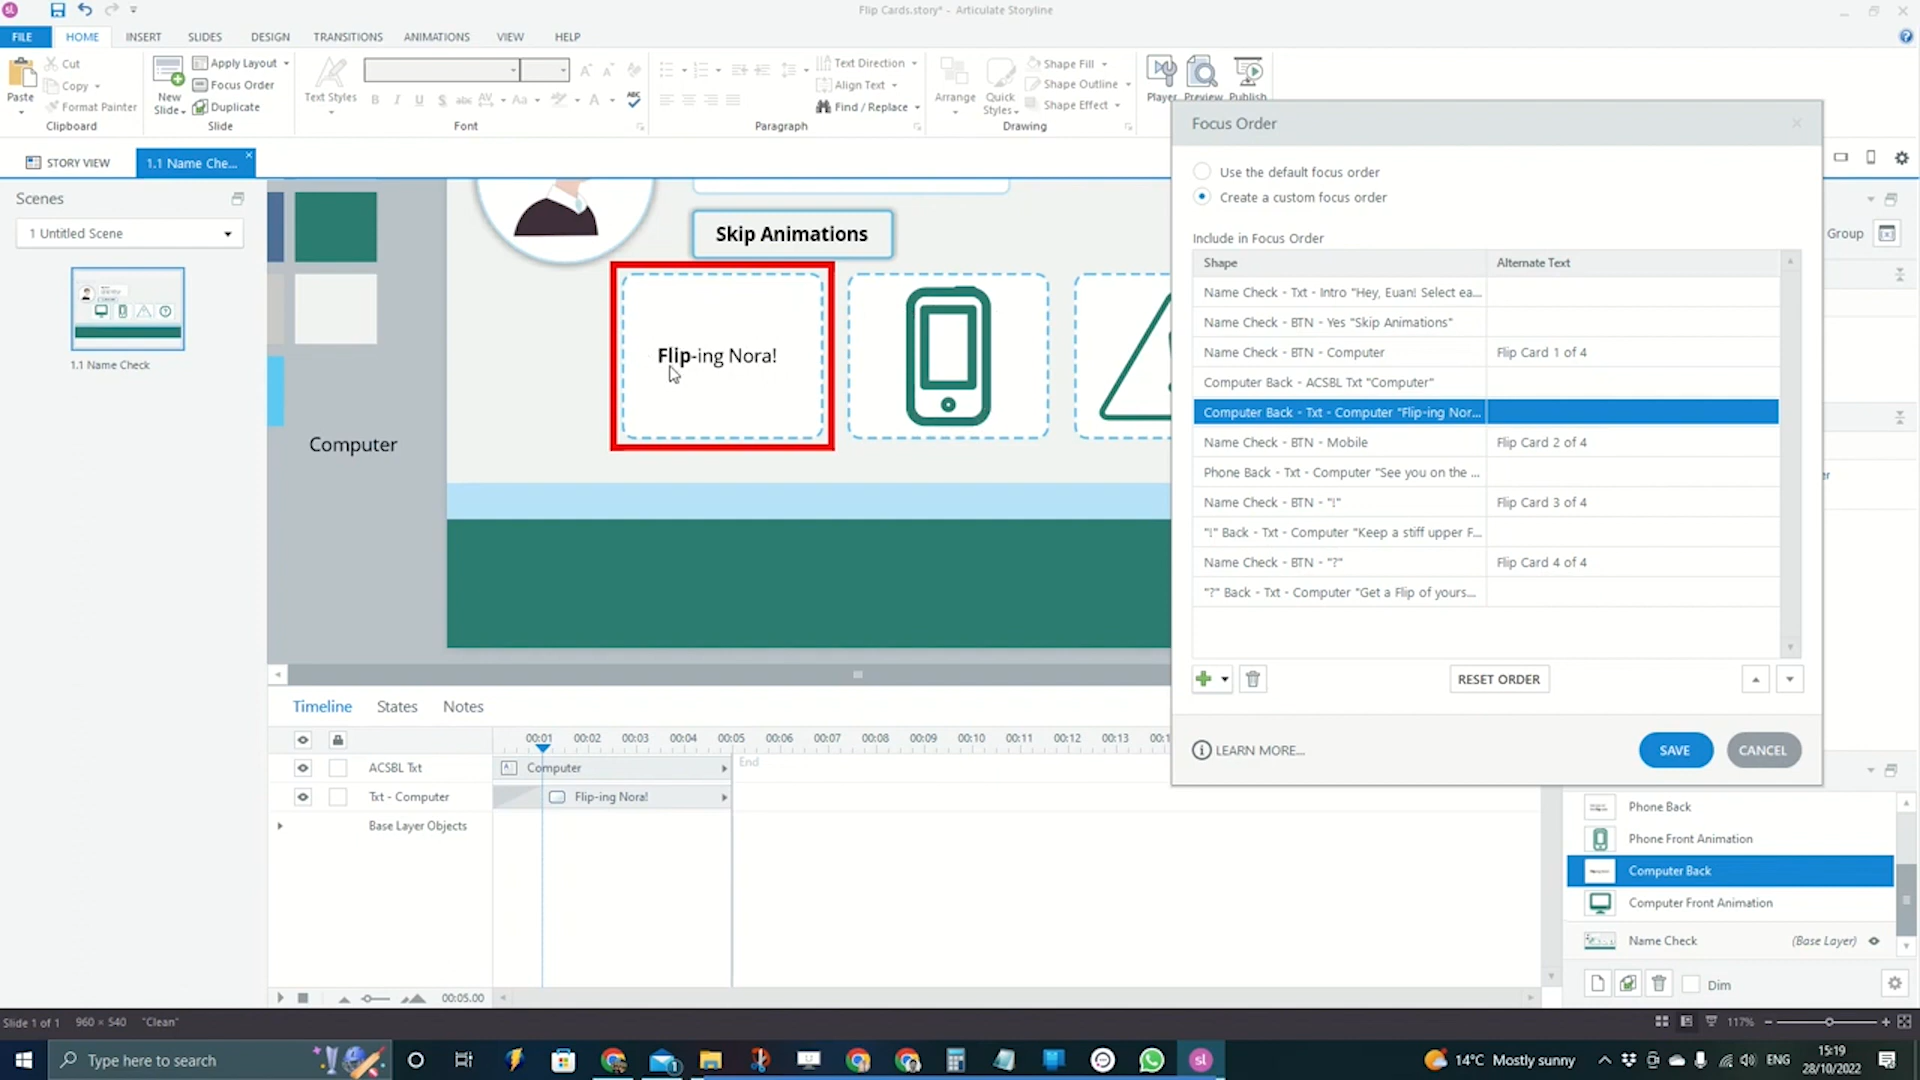 Flip Cards.story* - Articulate Storyline
FILE HOME INSERT SLIDES DESIGN TRANSITIONS ANIMATIONS VIEW HELP
Cut
Copy
Format Painter
Paste
Clipboard
New
Slide
Apply Layout
Focus Order
Duplicate
Slide
Text Styles
B I U S abc AV Aa A ABC
Font
Text Direction
Align Text
Find / Replace
Paragraph
Arrange
Quick
Styles
Shape Fill
Shape Outline
Shape Effect
Drawing
Player Preview Publish
STORY VIEW
1.1 Name Che...
Scenes
1 Untitled Scene
1.1 Name Check
Computer
Skip Animations
Flip-ing Nora!
Focus Order
Use the default focus order
Create a custom focus order
Include in Focus Order
Shape Alternate Text
Name Check - Txt - Intro "Hey, Euan! Select ea...
Name Check - BTN - Yes "Skip Animations"
Name Check - BTN - Computer Flip Card 1 of 4
Computer Back - ACSBL Txt "Computer"
Computer Back - Txt - Computer "Flip-ing Nor...
Name Check - BTN - Mobile Flip Card 2 of 4
Phone Back - Txt - Computer "See you on the ...
Name Check - BTN - "!" Flip Card 3 of 4
"!" Back - Txt - Computer "Keep a stiff upper F...
Name Check - BTN - "?" Flip Card 4 of 4
"?" Back - Txt - Computer "Get a Flip of yours...
RESET ORDER
LEARN MORE...
SAVE
CANCEL
Group
Timeline States Notes
00:01 00:02 00:03 00:04 00:05 00:06 00:07 00:08 00:09 00:10 00:11 00:12 00:13 00:1
ACSBL Txt Computer End
Txt - Computer Flip-ing Nora!
Base Layer Objects
00:05.00
Phone Back
Phone Front Animation
Computer Back
Computer Front Animation
Name Check (Base Layer)
Dim
Slide 1 of 1 960 × 540 "Clean"
117%
Type here to search
14°C Mostly sunny
ENG
15:19
28/10/2022